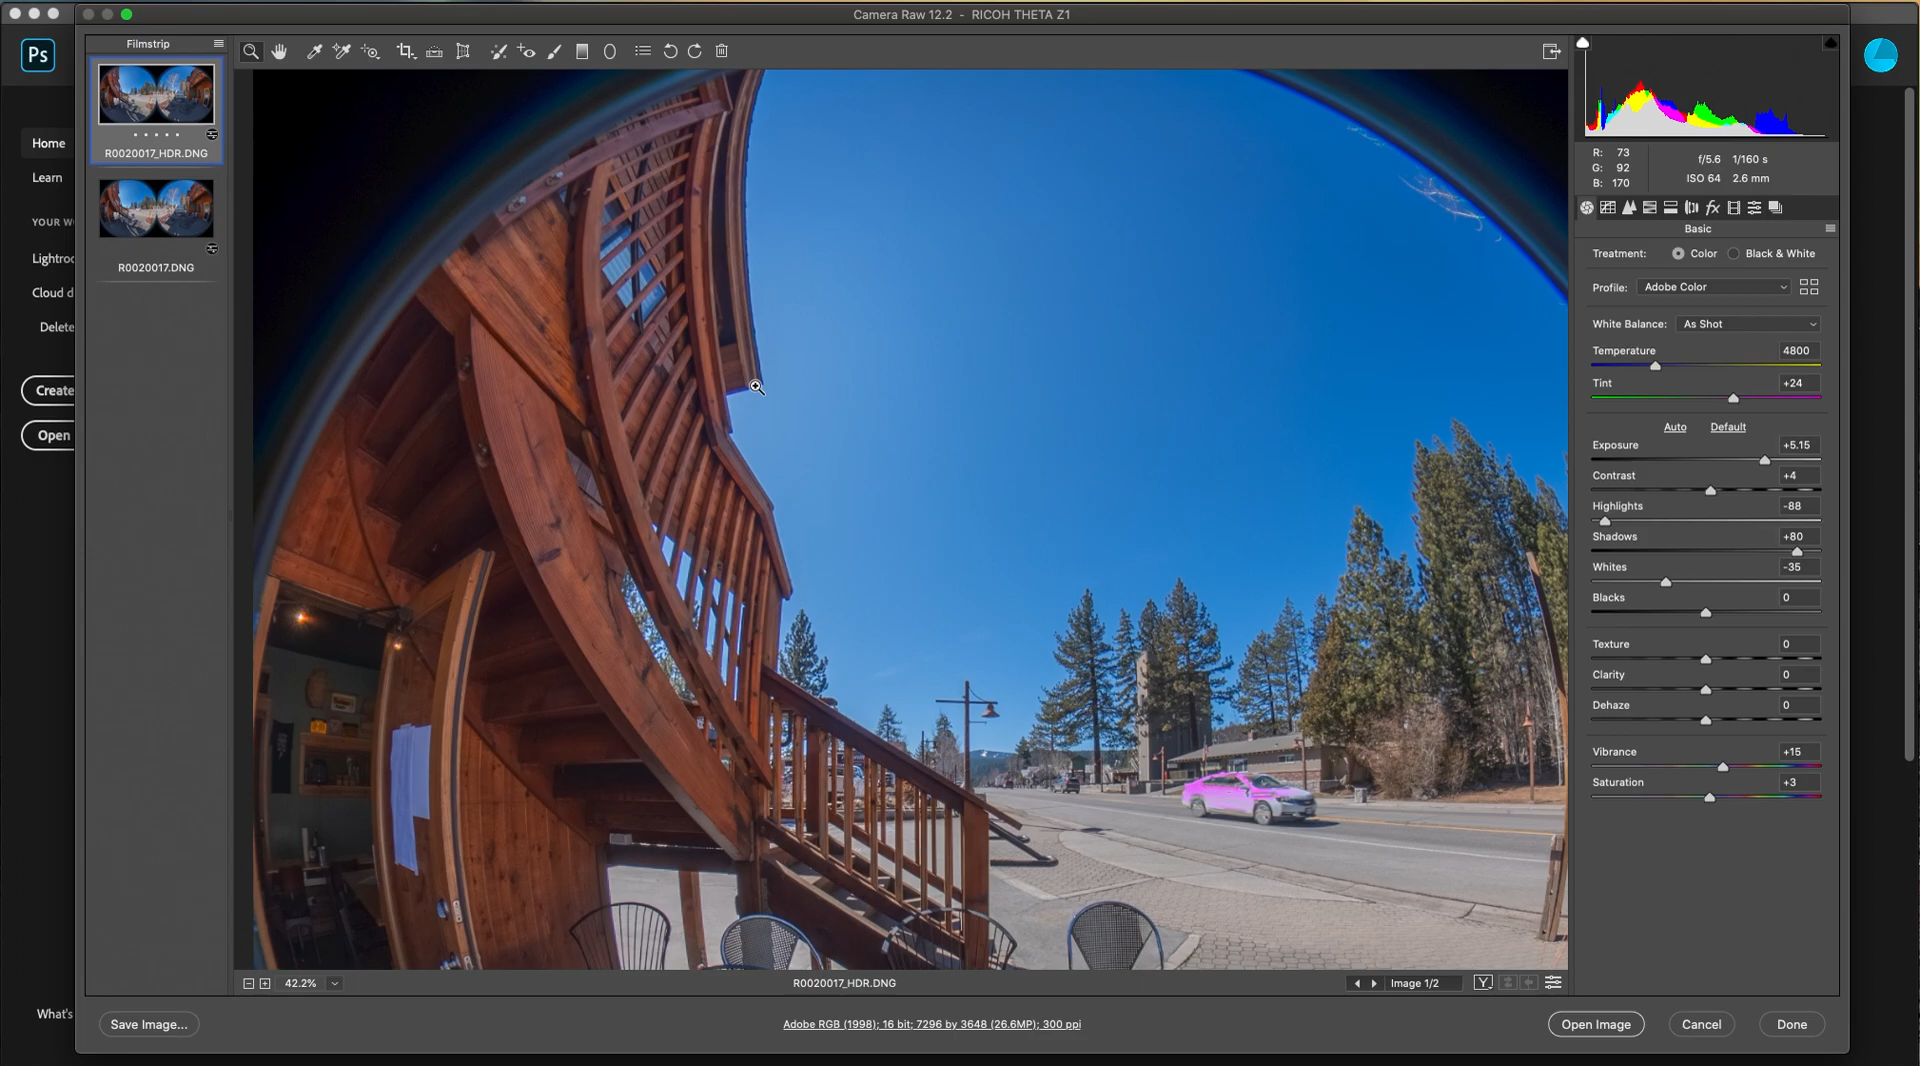 Camera Raw 12.2 - RICOH THETA Z1
Ps
Filmstrip
Home
R0020017_HDR.DNG
Learn
R0020017.DNG
Cloud d
Delete
Create
Open
What's
R: 73
G: 92
B: 170
f/5.6 1/160 s
ISO 64 2.6 mm
fx
Basic
Treatment: Color Black & White
Profile: Adobe Color
White Balance: As Shot
Temperature 4800
Tint +24
Auto Default
Exposure +5.15
Contrast +4
Highlights -88
Shadows +80
Whites -35
Blacks 0
Texture 0
Clarity 0
Dehaze 0
Vibrance +15
Saturation +3
42.2%
R0020017_HDR.DNG
Image 1/2
Y
Save Image...
Adobe RGB (1998); 16 bit; 7296 by 3648 (26.6MP); 300 ppi
Open Image
Cancel
Done